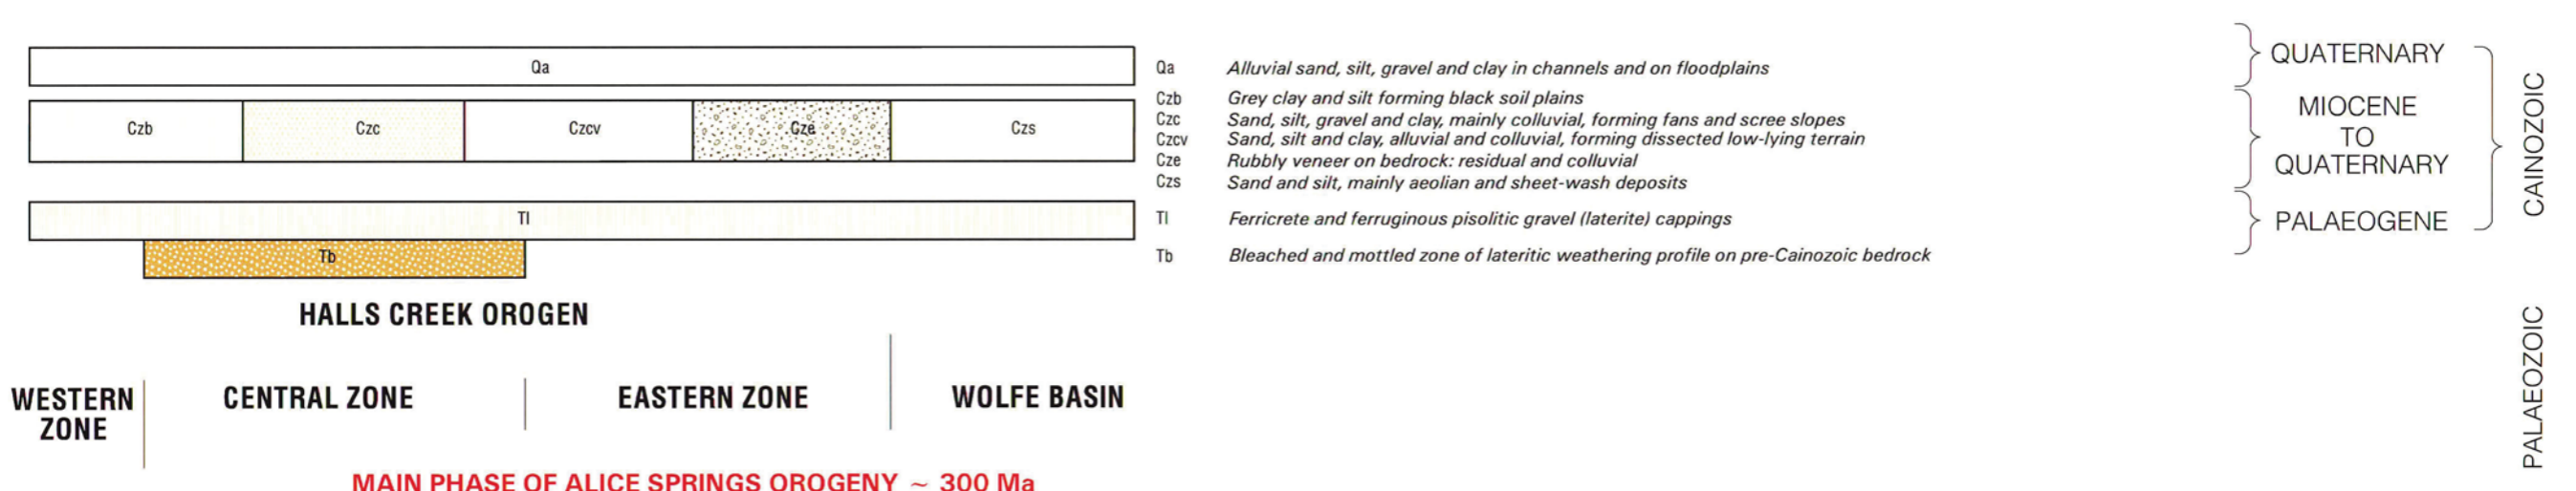 Qa
Qa Alluvial sand, silt, gravel and clay in channels and on floodplains
QUATERNARY
Czb Czc Czcv Cze Czs
Czb Grey clay and silt forming black soil plains
Czc Sand, silt, gravel and clay, mainly colluvial, forming fans and scree slopes
Czcv Sand, silt and clay, alluvial and colluvial, forming dissected low-lying terrain
Cze Rubbly veneer on bedrock: residual and colluvial
Czs Sand and silt, mainly aeolian and sheet-wash deposits
MIOCENE
TO
QUATERNARY
Tl
Tl Ferricrete and ferruginous pisolitic gravel (laterite) cappings
Tb
Tb Bleached and mottled zone of lateritic weathering profile on pre-Cainozoic bedrock
PALAEOGENE
CAINOZOIC
HALLS CREEK OROGEN
WESTERN
ZONE
CENTRAL ZONE
EASTERN ZONE
WOLFE BASIN
PALAEOZOIC
MAIN PHASE OF ALICE SPRINGS OROGENY ~ 300 Ma